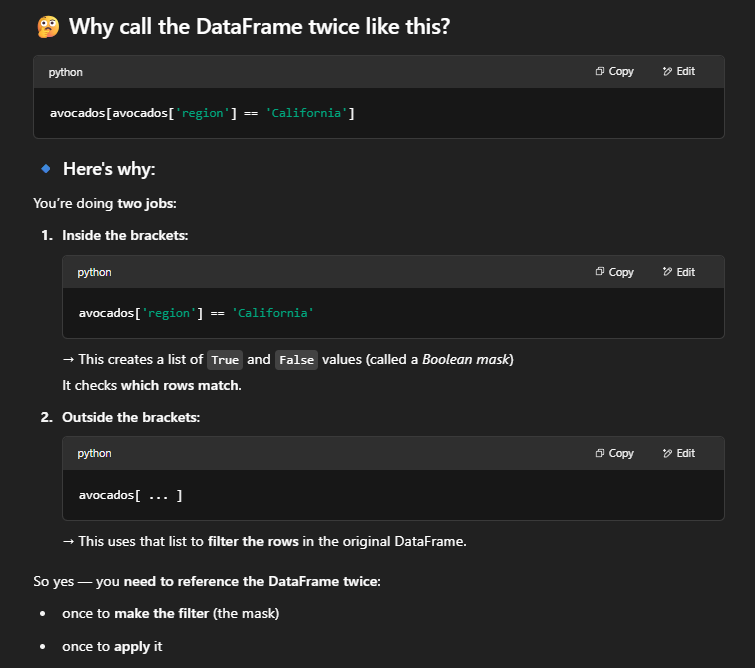 🤔 Why call the DataFrame twice like this?
python Copy Edit
avocados[avocados['region'] == 'California']
🔹 Here's why:
You're doing two jobs:
1. Inside the brackets:
python Copy Edit
avocados['region'] == 'California'
→ This creates a list of True and False values (called a Boolean mask)
It checks which rows match.
2. Outside the brackets:
python Copy Edit
avocados[ ... ]
→ This uses that list to filter the rows in the original DataFrame.
So yes — you need to reference the DataFrame twice:
• once to make the filter (the mask)
• once to apply it